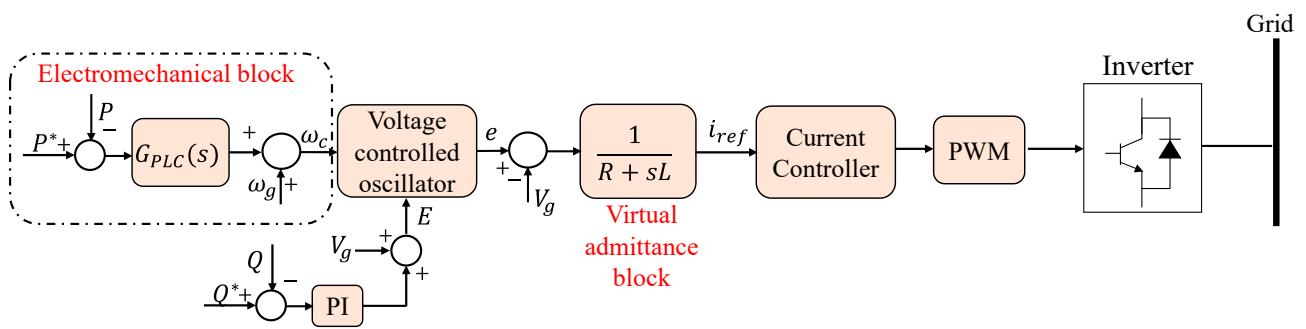 Grid
Electromechanical block
Inverter
P
−
P*+
G_PLC(s)
+
ω_c
ω_g
+
Voltage
controlled
oscillator
e
+
−
V_g
1
R + sL
i_ref
Current
Controller
PWM
Virtual
admittance
block
E
V_g
+
+
Q
−
Q*+
PI